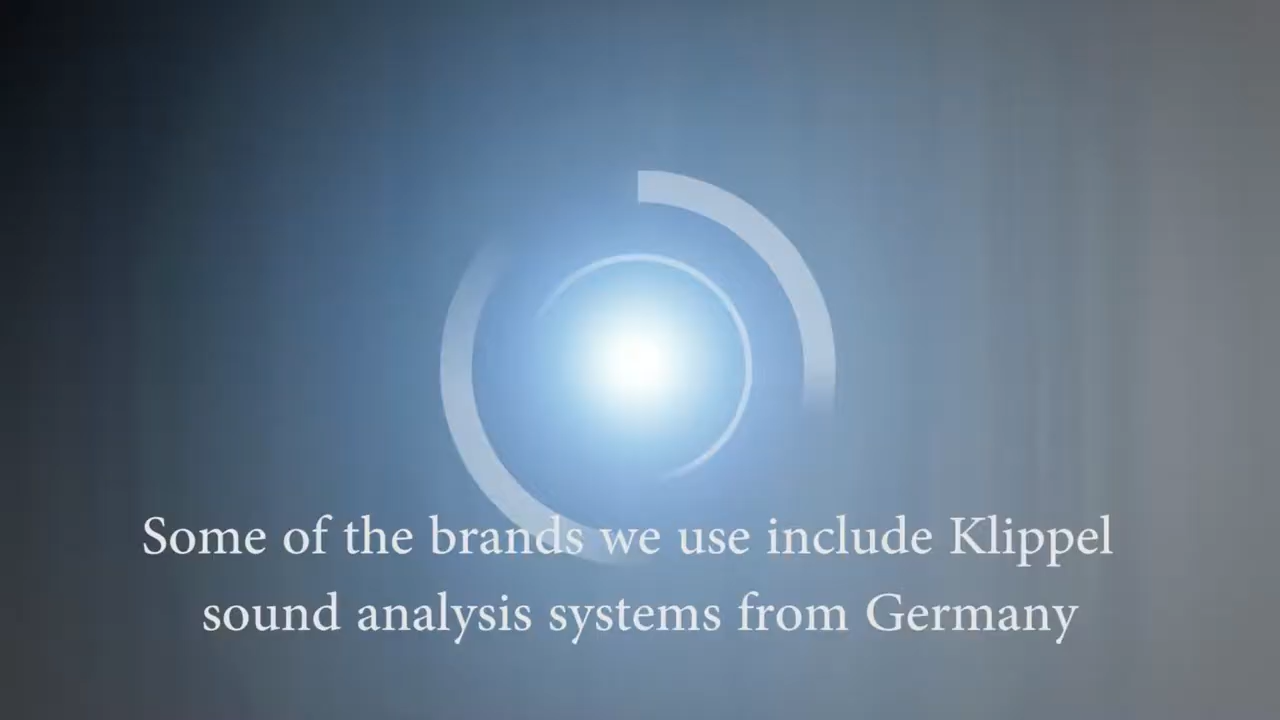 Some of the brands we use include Klippel
sound analysis systems from Germany